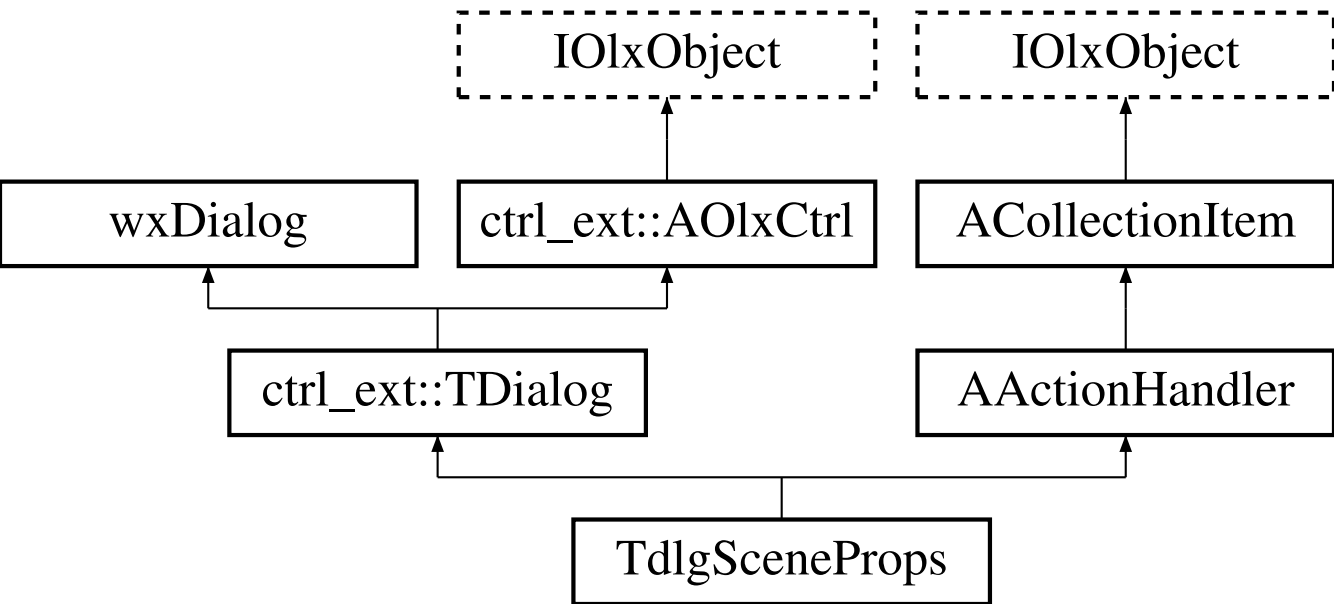 IOlxObject
IOlxObject
wxDialog
ctrl_ext::AOlxCtrl
ACollectionItem
ctrl_ext::TDialog
AActionHandler
TdlgSceneProps